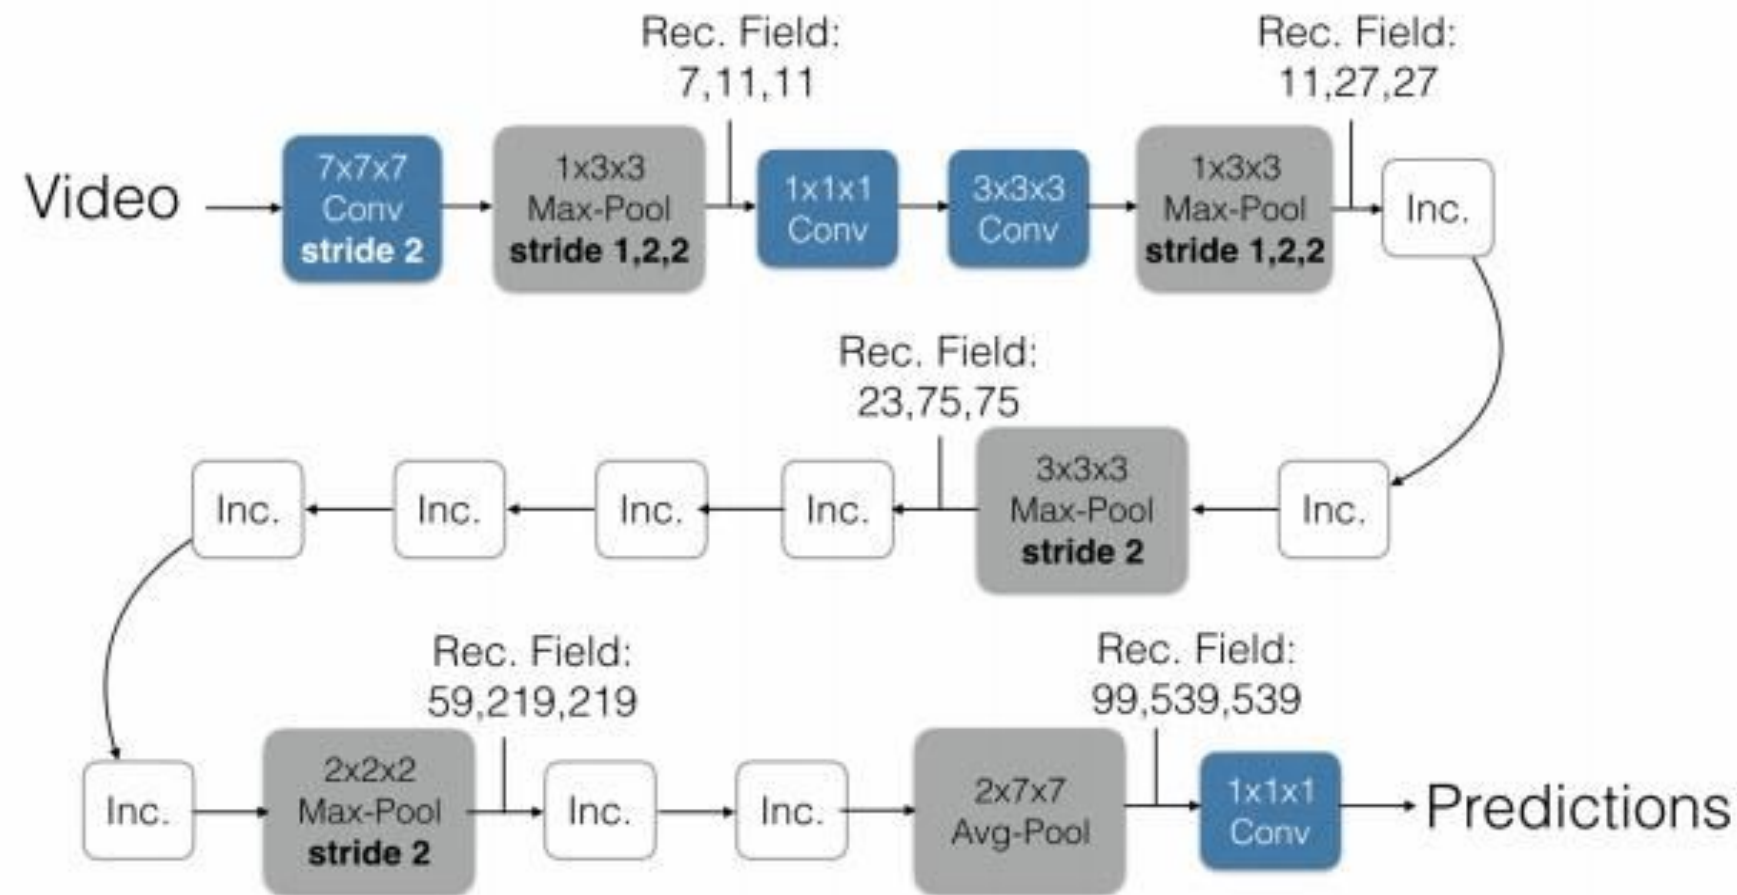 Rec. Field:
7,11,11
Rec. Field:
11,27,27
Video
7x7x7
Conv
stride 2
1x3x3
Max-Pool
stride 1,2,2
1x1x1
Conv
3x3x3
Conv
1x3x3
Max-Pool
stride 1,2,2
Inc.
Rec. Field:
23,75,75
Inc.
Inc.
Inc.
Inc.
3x3x3
Max-Pool
stride 2
Inc.
Rec. Field:
59,219,219
Rec. Field:
99,539,539
Inc.
2x2x2
Max-Pool
stride 2
Inc.
Inc.
2x7x7
Avg-Pool
1x1x1
Conv
Predictions